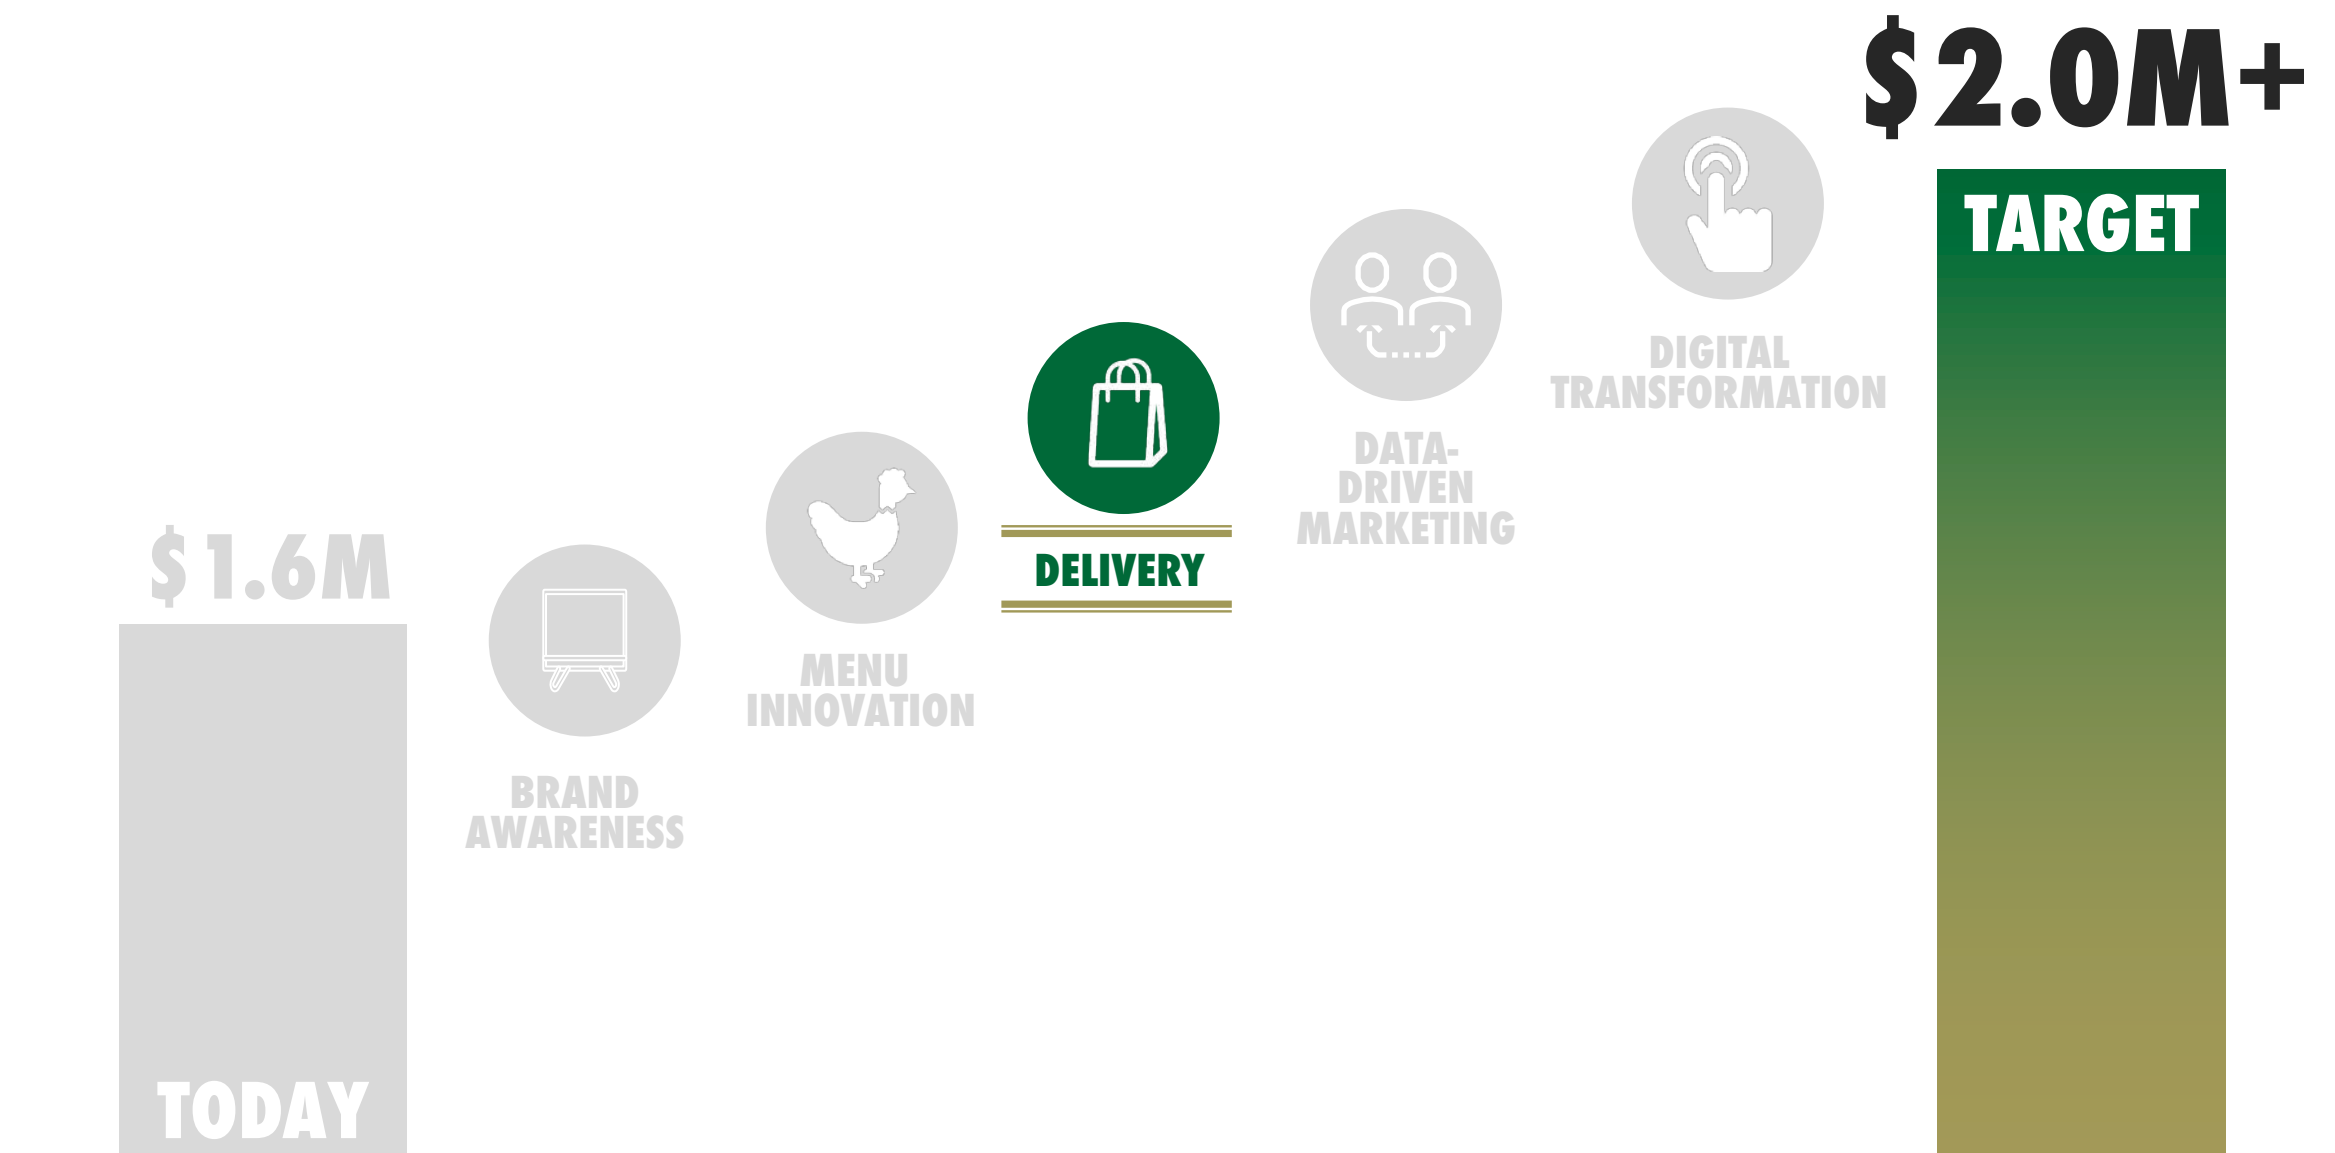 $1.6M
TODAY
BRAND
AWARENESS
MENU
INNOVATION
DELIVERY
DATA-
DRIVEN
MARKETING
DIGITAL
TRANSFORMATION
$2.0M+
TARGET